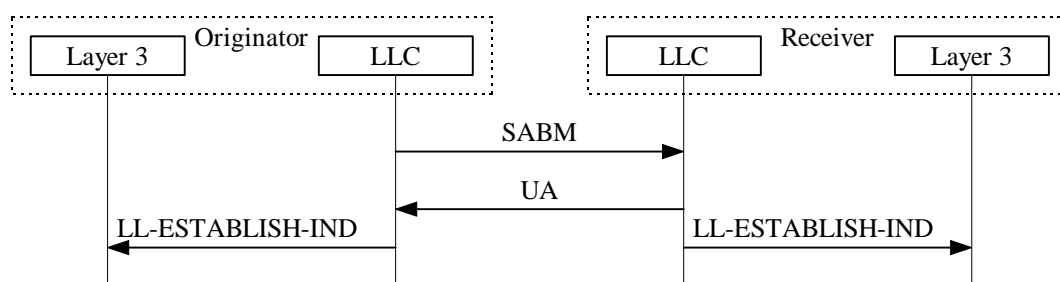 Originator
Receiver
Layer 3
LLC
LLC
Layer 3
SABM
UA
LL-ESTABLISH-IND
LL-ESTABLISH-IND